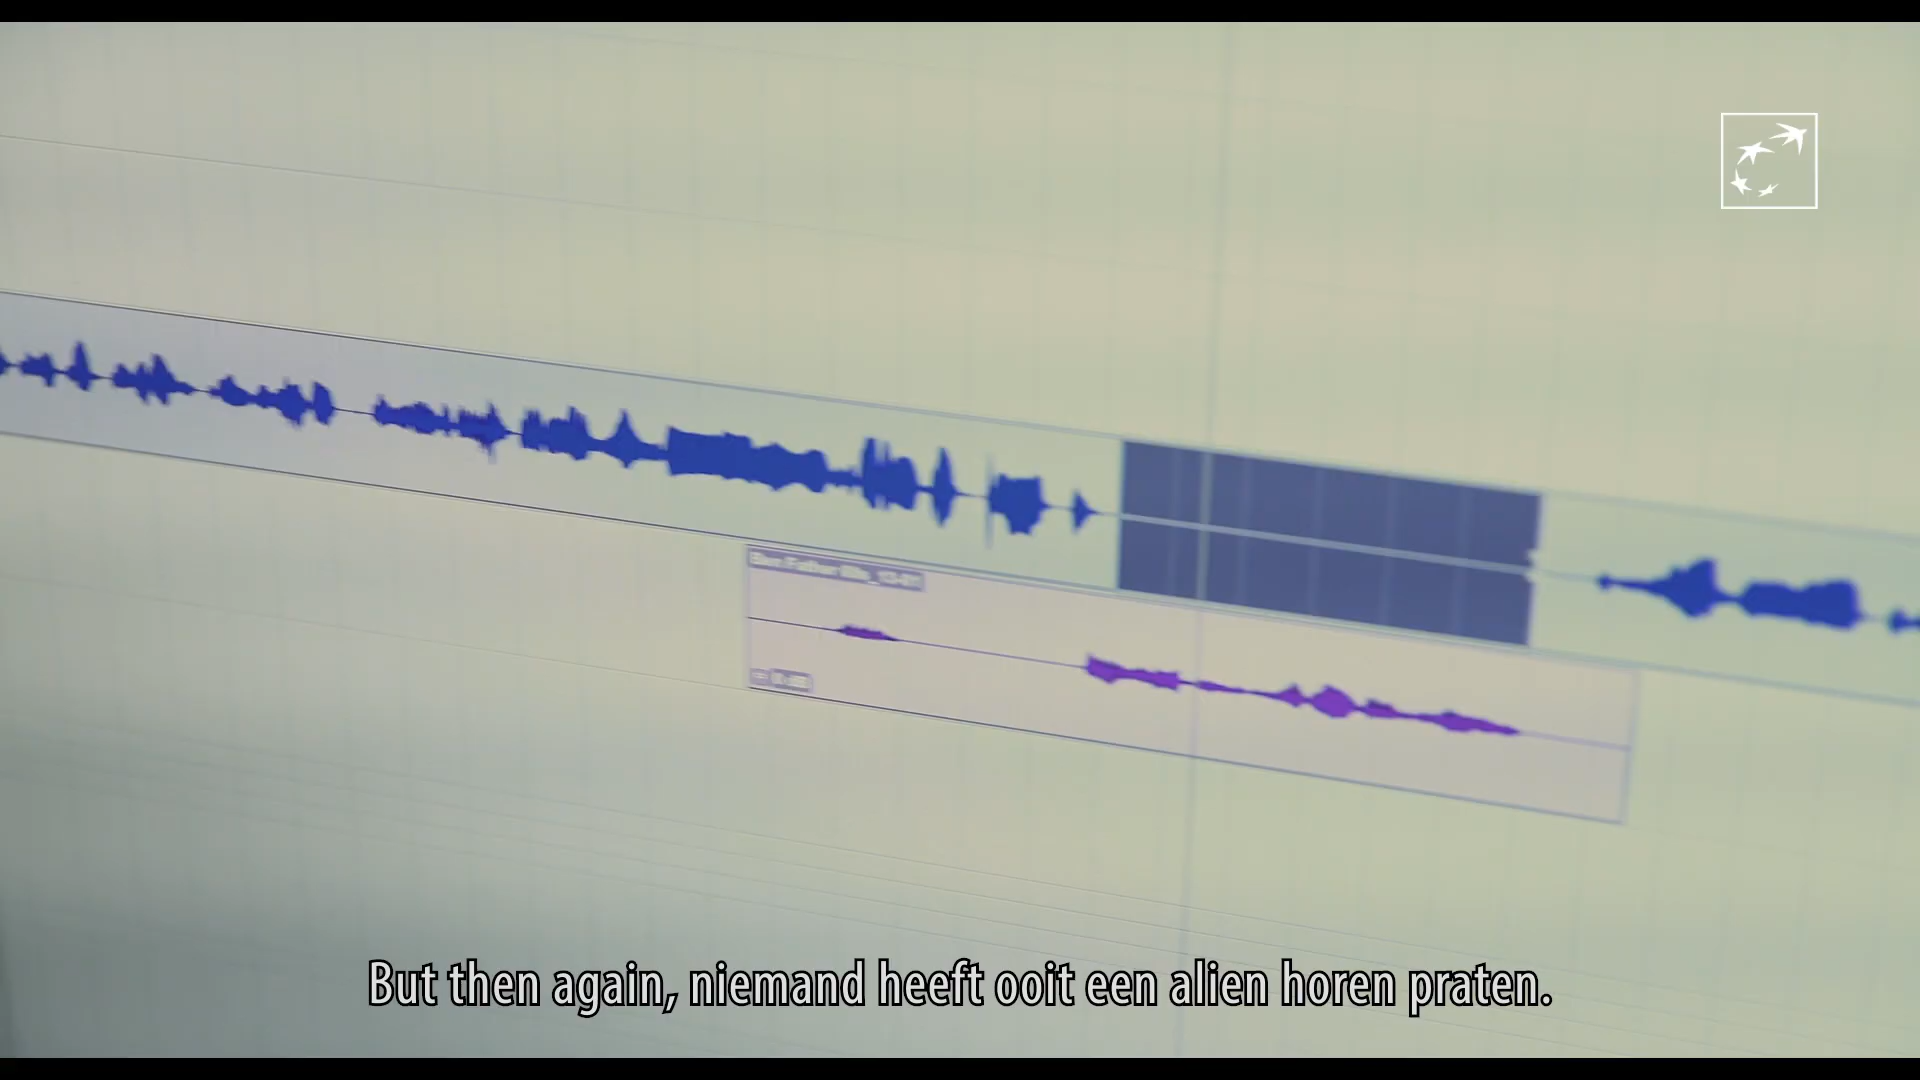 But then again, niemand heeft ooit een alien horen praten.